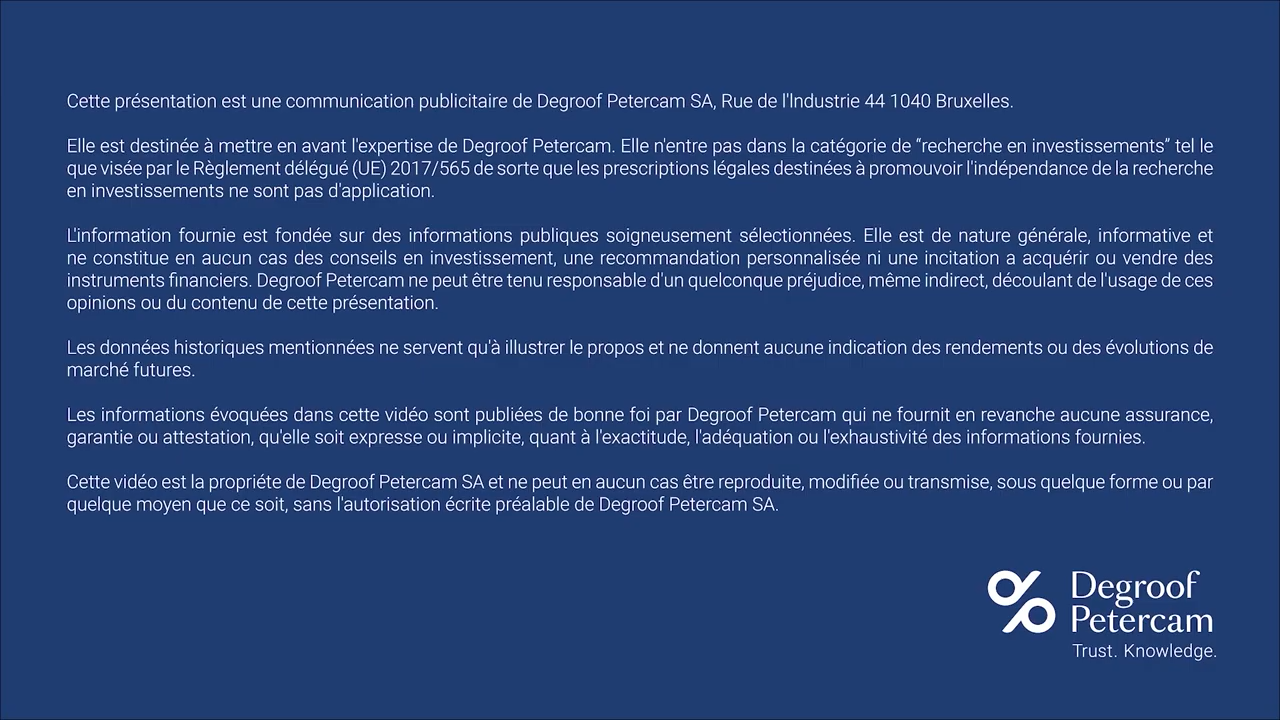 Cette présentation est une communication publicitaire de Degroof Petercam SA, Rue de l'Industrie 44 1040 Bruxelles.
Elle est destinée à mettre en avant l'expertise de Degroof Petercam. Elle n'entre pas dans la catégorie de “recherche en investissements” tel le
que visée par le Règlement délégué (UE) 2017/565 de sorte que les prescriptions légales destinées à promouvoir l'indépendance de la recherche
en investissements ne sont pas d'application.
L'information fournie est fondée sur des informations publiques soigneusement sélectionnées. Elle est de nature générale, informative et
ne constitue en aucun cas des conseils en investissement, une recommandation personnalisée ni une incitation a acquérir ou vendre des
instruments financiers. Degroof Petercam ne peut être tenu responsable d'un quelconque préjudice, même indirect, découlant de l'usage de ces
opinions ou du contenu de cette présentation.
Les données historiques mentionnées ne servent qu'à illustrer le propos et ne donnent aucune indication des rendements ou des évolutions de
marché futures.
Les informations évoquées dans cette vidéo sont publiées de bonne foi par Degroof Petercam qui ne fournit en revanche aucune assurance,
garantie ou attestation, qu'elle soit expresse ou implicite, quant à l'exactitude, l'adéquation ou l'exhaustivité des informations fournies.
Cette vidéo est la propriéte de Degroof Petercam SA et ne peut en aucun cas être reproduite, modifiée ou transmise, sous quelque forme ou par
quelque moyen que ce soit, sans l'autorisation écrite préalable de Degroof Petercam SA.
Degroof
Petercam
Trust. Knowledge.